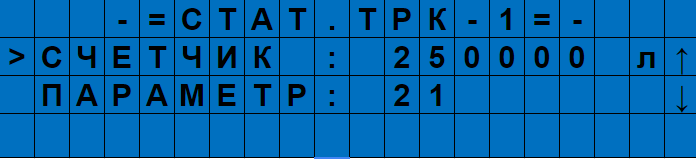 -=СТАТ.ТРК-1=-
>СЧЕТЧИК : 250000 л↑
ПАРАМЕТР: 21 ↓